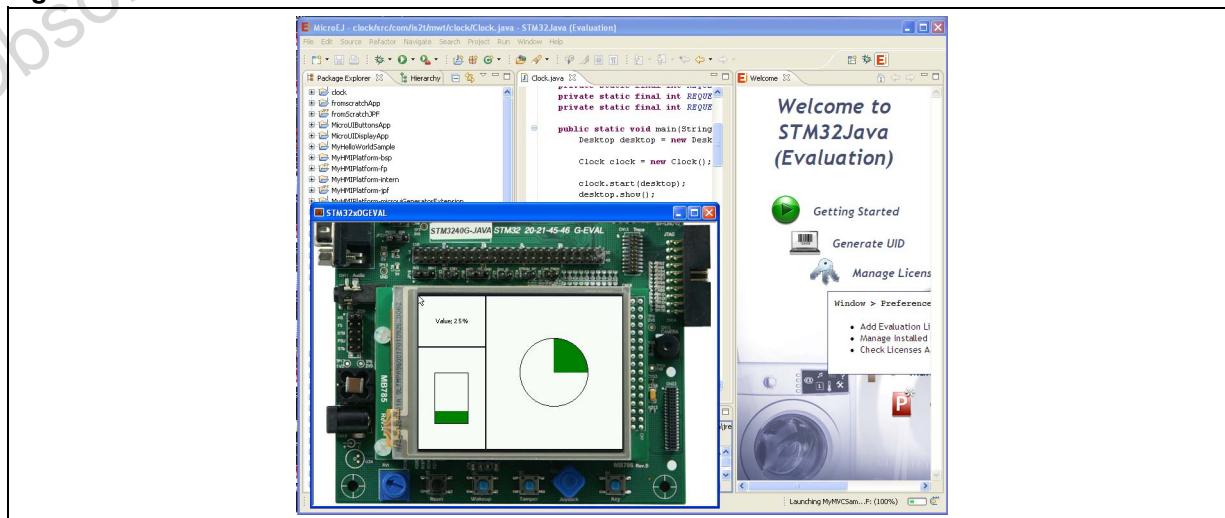 MicroEJ - clock/src/com/is2t/mwt/clock/Clock.java - STM32Java (Evaluation)
File Edit Source Refactor Navigate Search Project Run Window Help
Package Explorer
Hierarchy
clock
fromscratchApp
fromScratchJPF
MicroUIButtonsApp
MicroUIDisplayApp
MyHelloWorldSample
MyHMIPlatform-bsp
MyHMIPlatform-fp
MyHMIPlatform-intern
MyHMIPlatform-jpf
Clock.java
private static final int REQUE
private static final int REQUE
public static void main(String
Desktop desktop = new Desk
Clock clock = new Clock();
clock.start(desktop);
desktop.show();
Welcome
Welcome to
STM32Java
(Evaluation)
Getting Started
Generate UID
Manage Licens
Window > Preference
Add Evaluation Li
Manage Installed
Check Licenses A
STM32x0GEVAL
STM3240G-JAVA STM32 20-21-45-46 G-EVAL
Value; 25%
MB785
Reset
Wakeup
Tamper
Joystick
Key
Launching MyMVCSam...F: (100%)